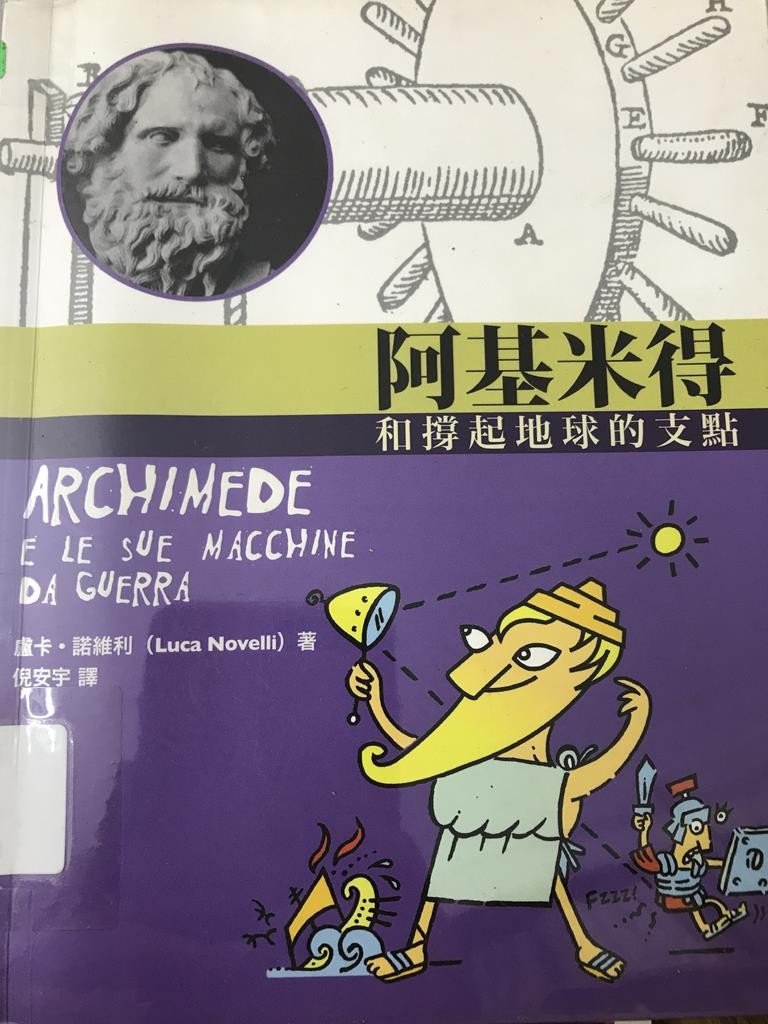 H
G
B
E
F
A
阿基米得
和撐起地球的支點
ARCHIMEDE
E LE SUE MACCHINE
DA GUERRA
盧卡·諾維利（Luca Novelli）著
倪安宇 譯
FZZZ!